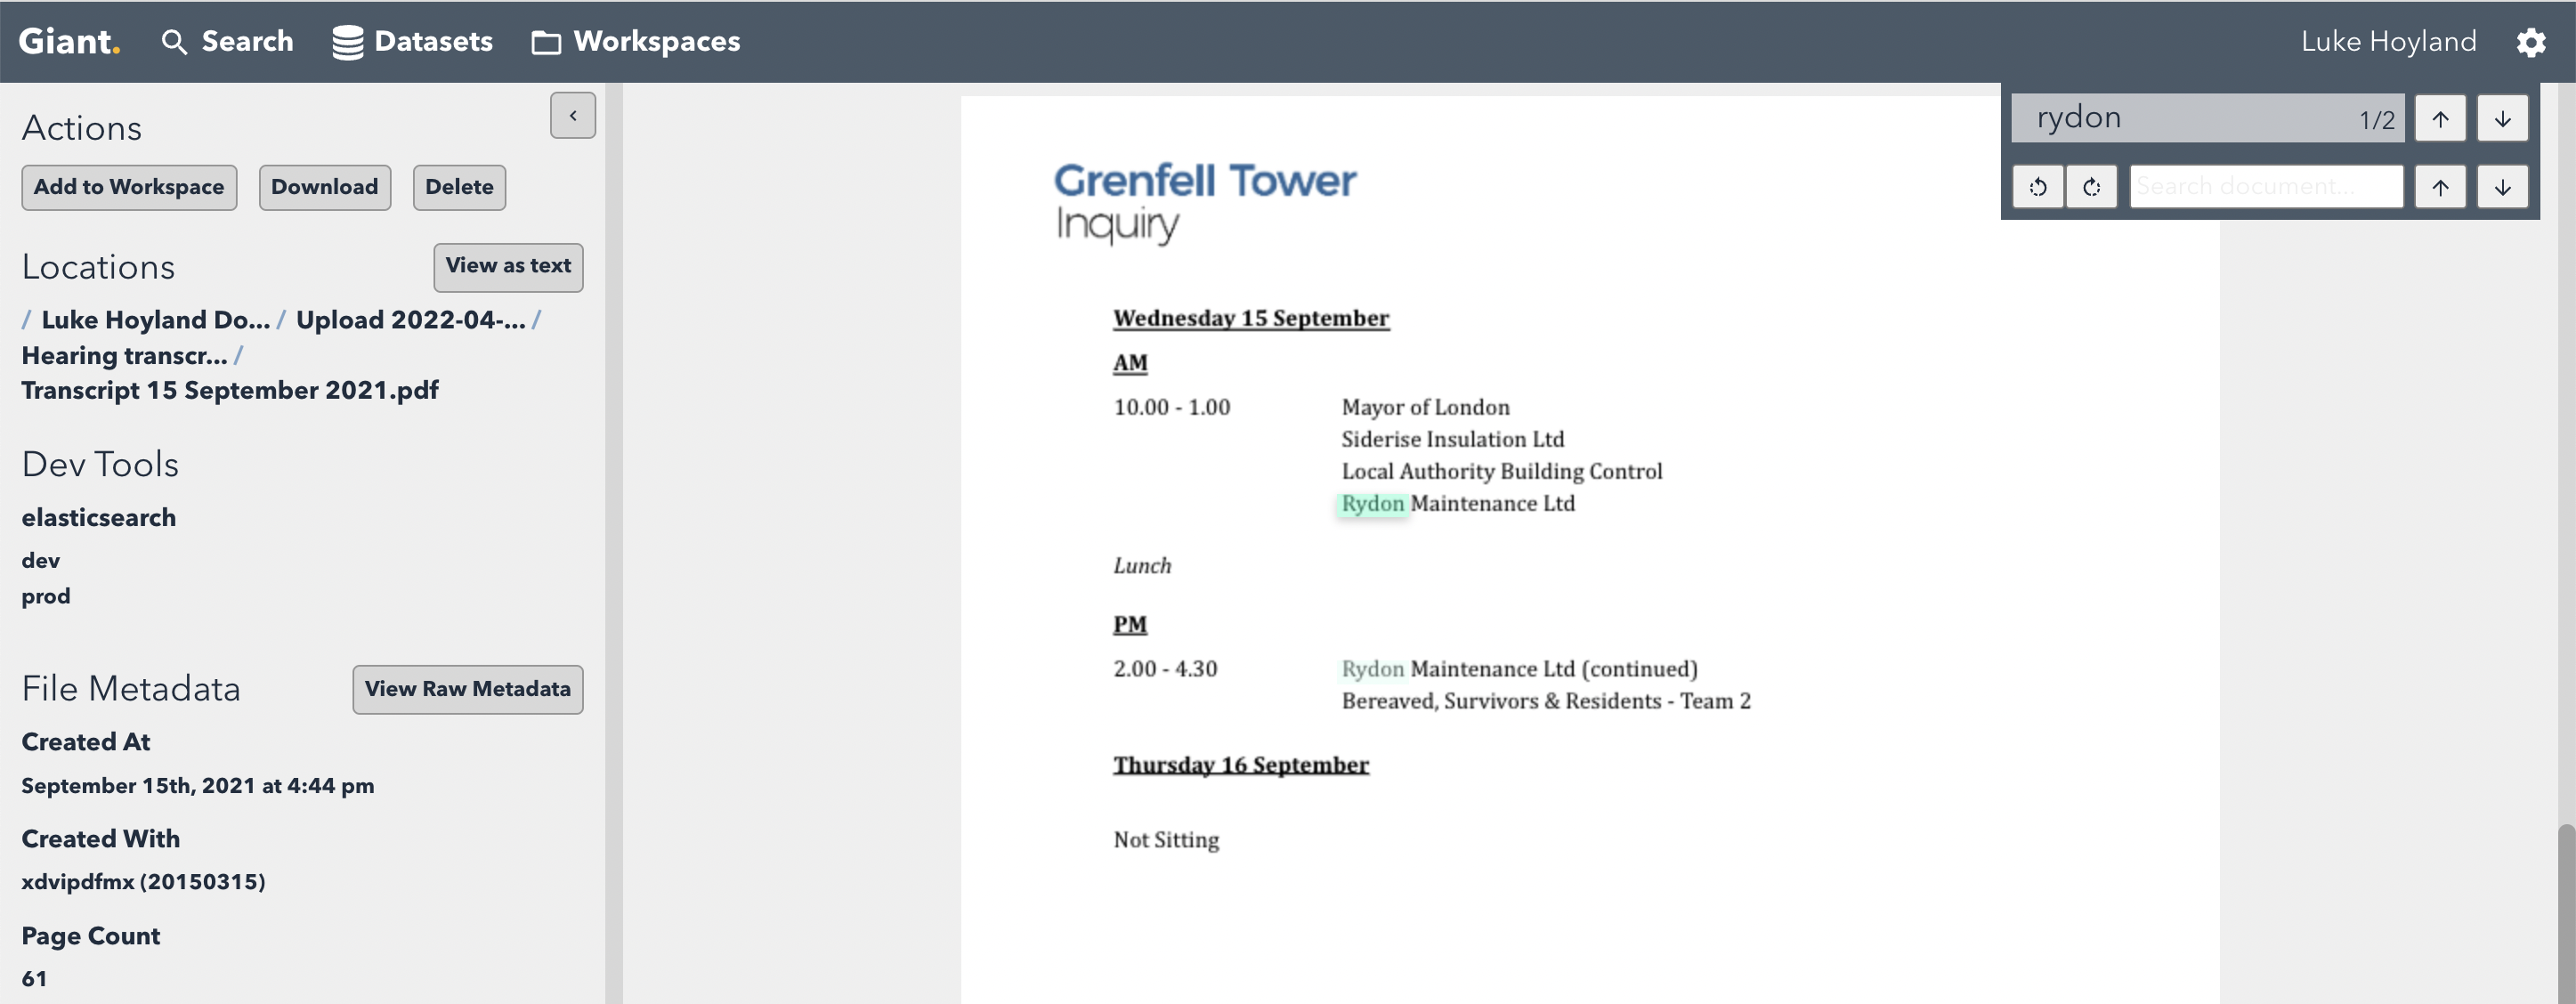 Giant. Search Datasets Workspaces Luke Hoyland
Actions
Add to Workspace Download Delete
Locations View as text
/ Luke Hoyland Do... / Upload 2022-04-... /
Hearing transcr... /
Transcript 15 September 2021.pdf
Dev Tools
elasticsearch
dev
prod
File Metadata View Raw Metadata
Created At
September 15th, 2021 at 4:44 pm
Created With
xdvipdfmx (20150315)
Page Count
61
rydon 1/2
Search document...
Grenfell Tower
Inquiry
Wednesday 15 September
AM
10.00 - 1.00 Mayor of London
Siderise Insulation Ltd
Local Authority Building Control
Rydon Maintenance Ltd
Lunch
PM
2.00 - 4.30 Rydon Maintenance Ltd (continued)
Bereaved, Survivors & Residents - Team 2
Thursday 16 September
Not Sitting